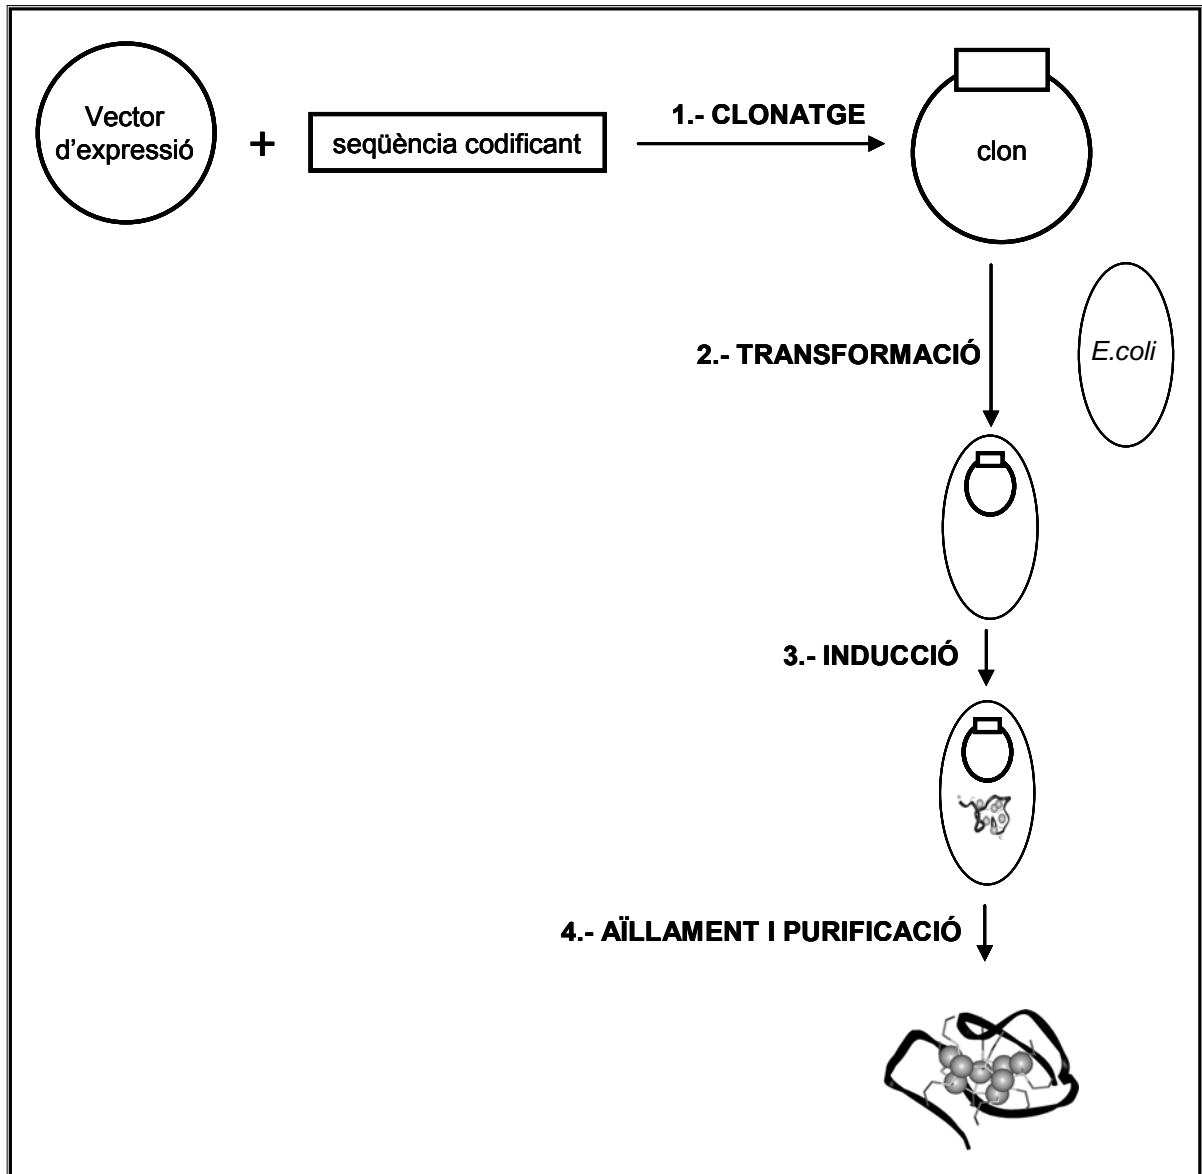 Vector
d'expressió
+
seqüència codificant
1.- CLONATGE
clon
2.- TRANSFORMACIÓ
E.coli
3.- INDUCCIÓ
4.- AÏLLAMENT I PURIFICACIÓ